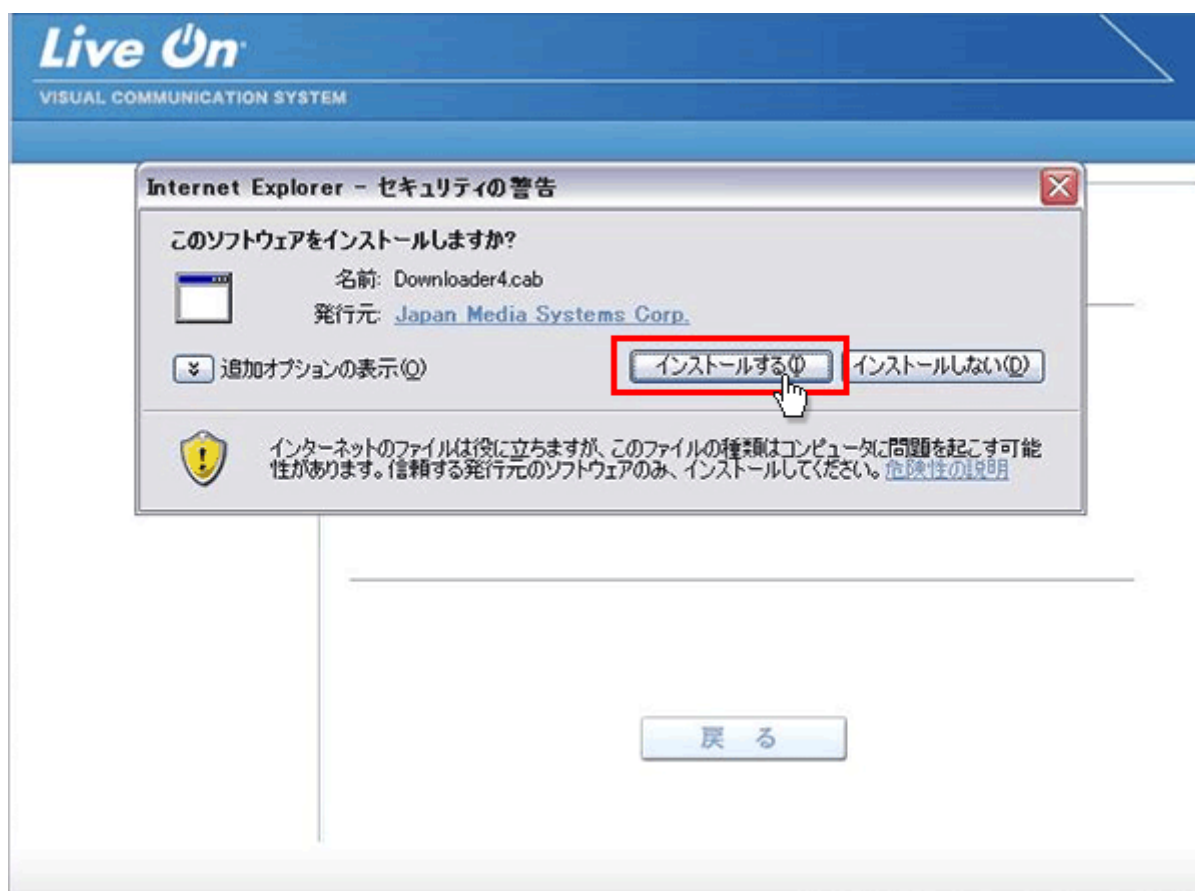 Live On
VISUAL COMMUNICATION SYSTEM
Internet Explorer - セキュリティの警告
このソフトウェアをインストールしますか?
名前: Downloader4.cab
発行元: Japan Media Systems Corp.
追加オプションの表示(O)
インストールする(I)
インストールしない(D)
インターネットのファイルは役に立ちますが、このファイルの種類はコンピュータに問題を起こす可能
性があります。信頼する発行元のソフトウェアのみ、インストールしてください。危険性の説明
戻る